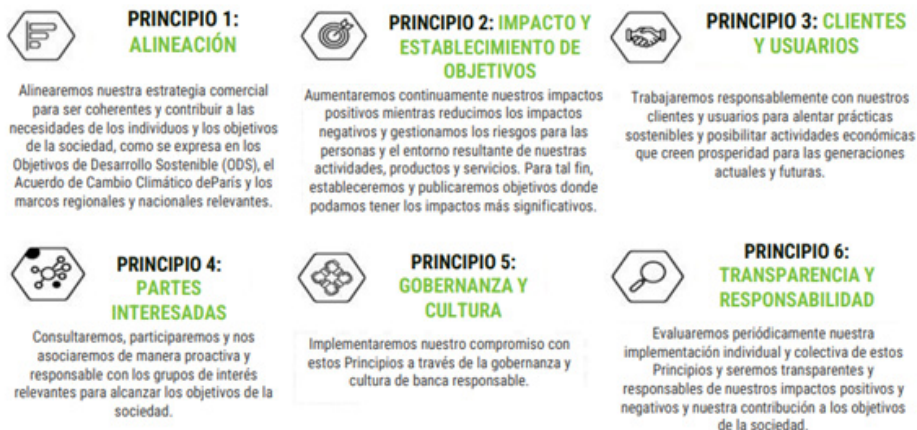 PRINCIPIO 1:
ALINEACIÓN
Alinearemos nuestra estrategia comercial
para ser coherentes y contribuir a las
necesidades de los individuos y los objetivos
de la sociedad, como se expresa en los
Objetivos de Desarrollo Sostenible (ODS), el
Acuerdo de Cambio Climático deParís y los
marcos regionales y nacionales relevantes.
PRINCIPIO 2: IMPACTO Y
ESTABLECIMIENTO DE
OBJETIVOS
Aumentaremos continuamente nuestros impactos
positivos mientras reducimos los impactos
negativos y gestionamos los riesgos para las
personas y el entorno resultante de nuestras
actividades, productos y servicios. Para tal fin,
estableceremos y publicaremos objetivos donde
podamos tener los impactos más significativos.
PRINCIPIO 3: CLIENTES
Y USUARIOS
Trabajaremos responsablemente con nuestros
clientes y usuarios para alentar prácticas
sostenibles y posibilitar actividades económicas
que creen prosperidad para las generaciones
actuales y futuras.
PRINCIPIO 4:
PARTES
INTERESADAS
Consultaremos, participaremos y nos
asociaremos de manera proactiva y
responsable con los grupos de interés
relevantes para alcanzar los objetivos de la
sociedad.
PRINCIPIO 5:
GOBERNANZA Y
CULTURA
Implementaremos nuestro compromiso con
estos Principios a través de la gobernanza y
cultura de banca responsable.
PRINCIPIO 6:
TRANSPARENCIA Y
RESPONSABILIDAD
Evaluaremos periódicamente nuestra
implementación individual y colectiva de estos
Principios y seremos transparentes y
responsables de nuestros impactos positivos y
negativos y nuestra contribución a los objetivos
de la sociedad.